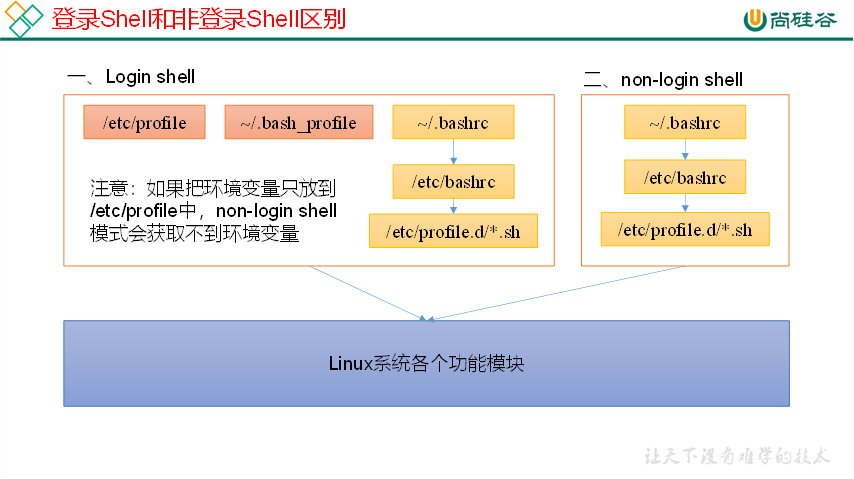 登录Shell和非登录Shell区别
尚硅谷
一、Login shell
二、non-login shell
/etc/profile
~/.bash_profile
~/.bashrc
/etc/bashrc
/etc/profile.d/*.sh
注意：如果把环境变量只放到
/etc/profile中，non-login shell
模式会获取不到环境变量
~/.bashrc
/etc/bashrc
/etc/profile.d/*.sh
Linux系统各个功能模块
让天下没有难学的技术